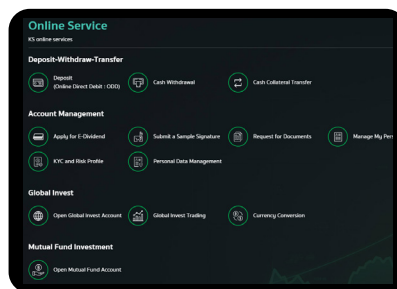 Online Service
KS online services
Deposit-Withdraw-Transfer
Deposit
(Online Direct Debit : ODD)
Cash Withdrawal
Cash Collateral Transfer
Account Management
Apply for E-Dividend
Submit a Sample Signature
Request for Documents
Manage My Pers
KYC and Risk Profile
Personal Data Management
Global Invest
Open Global Invest Account
Global Invest Trading
Currency Conversion
Mutual Fund Investment
Open Mutual Fund Account